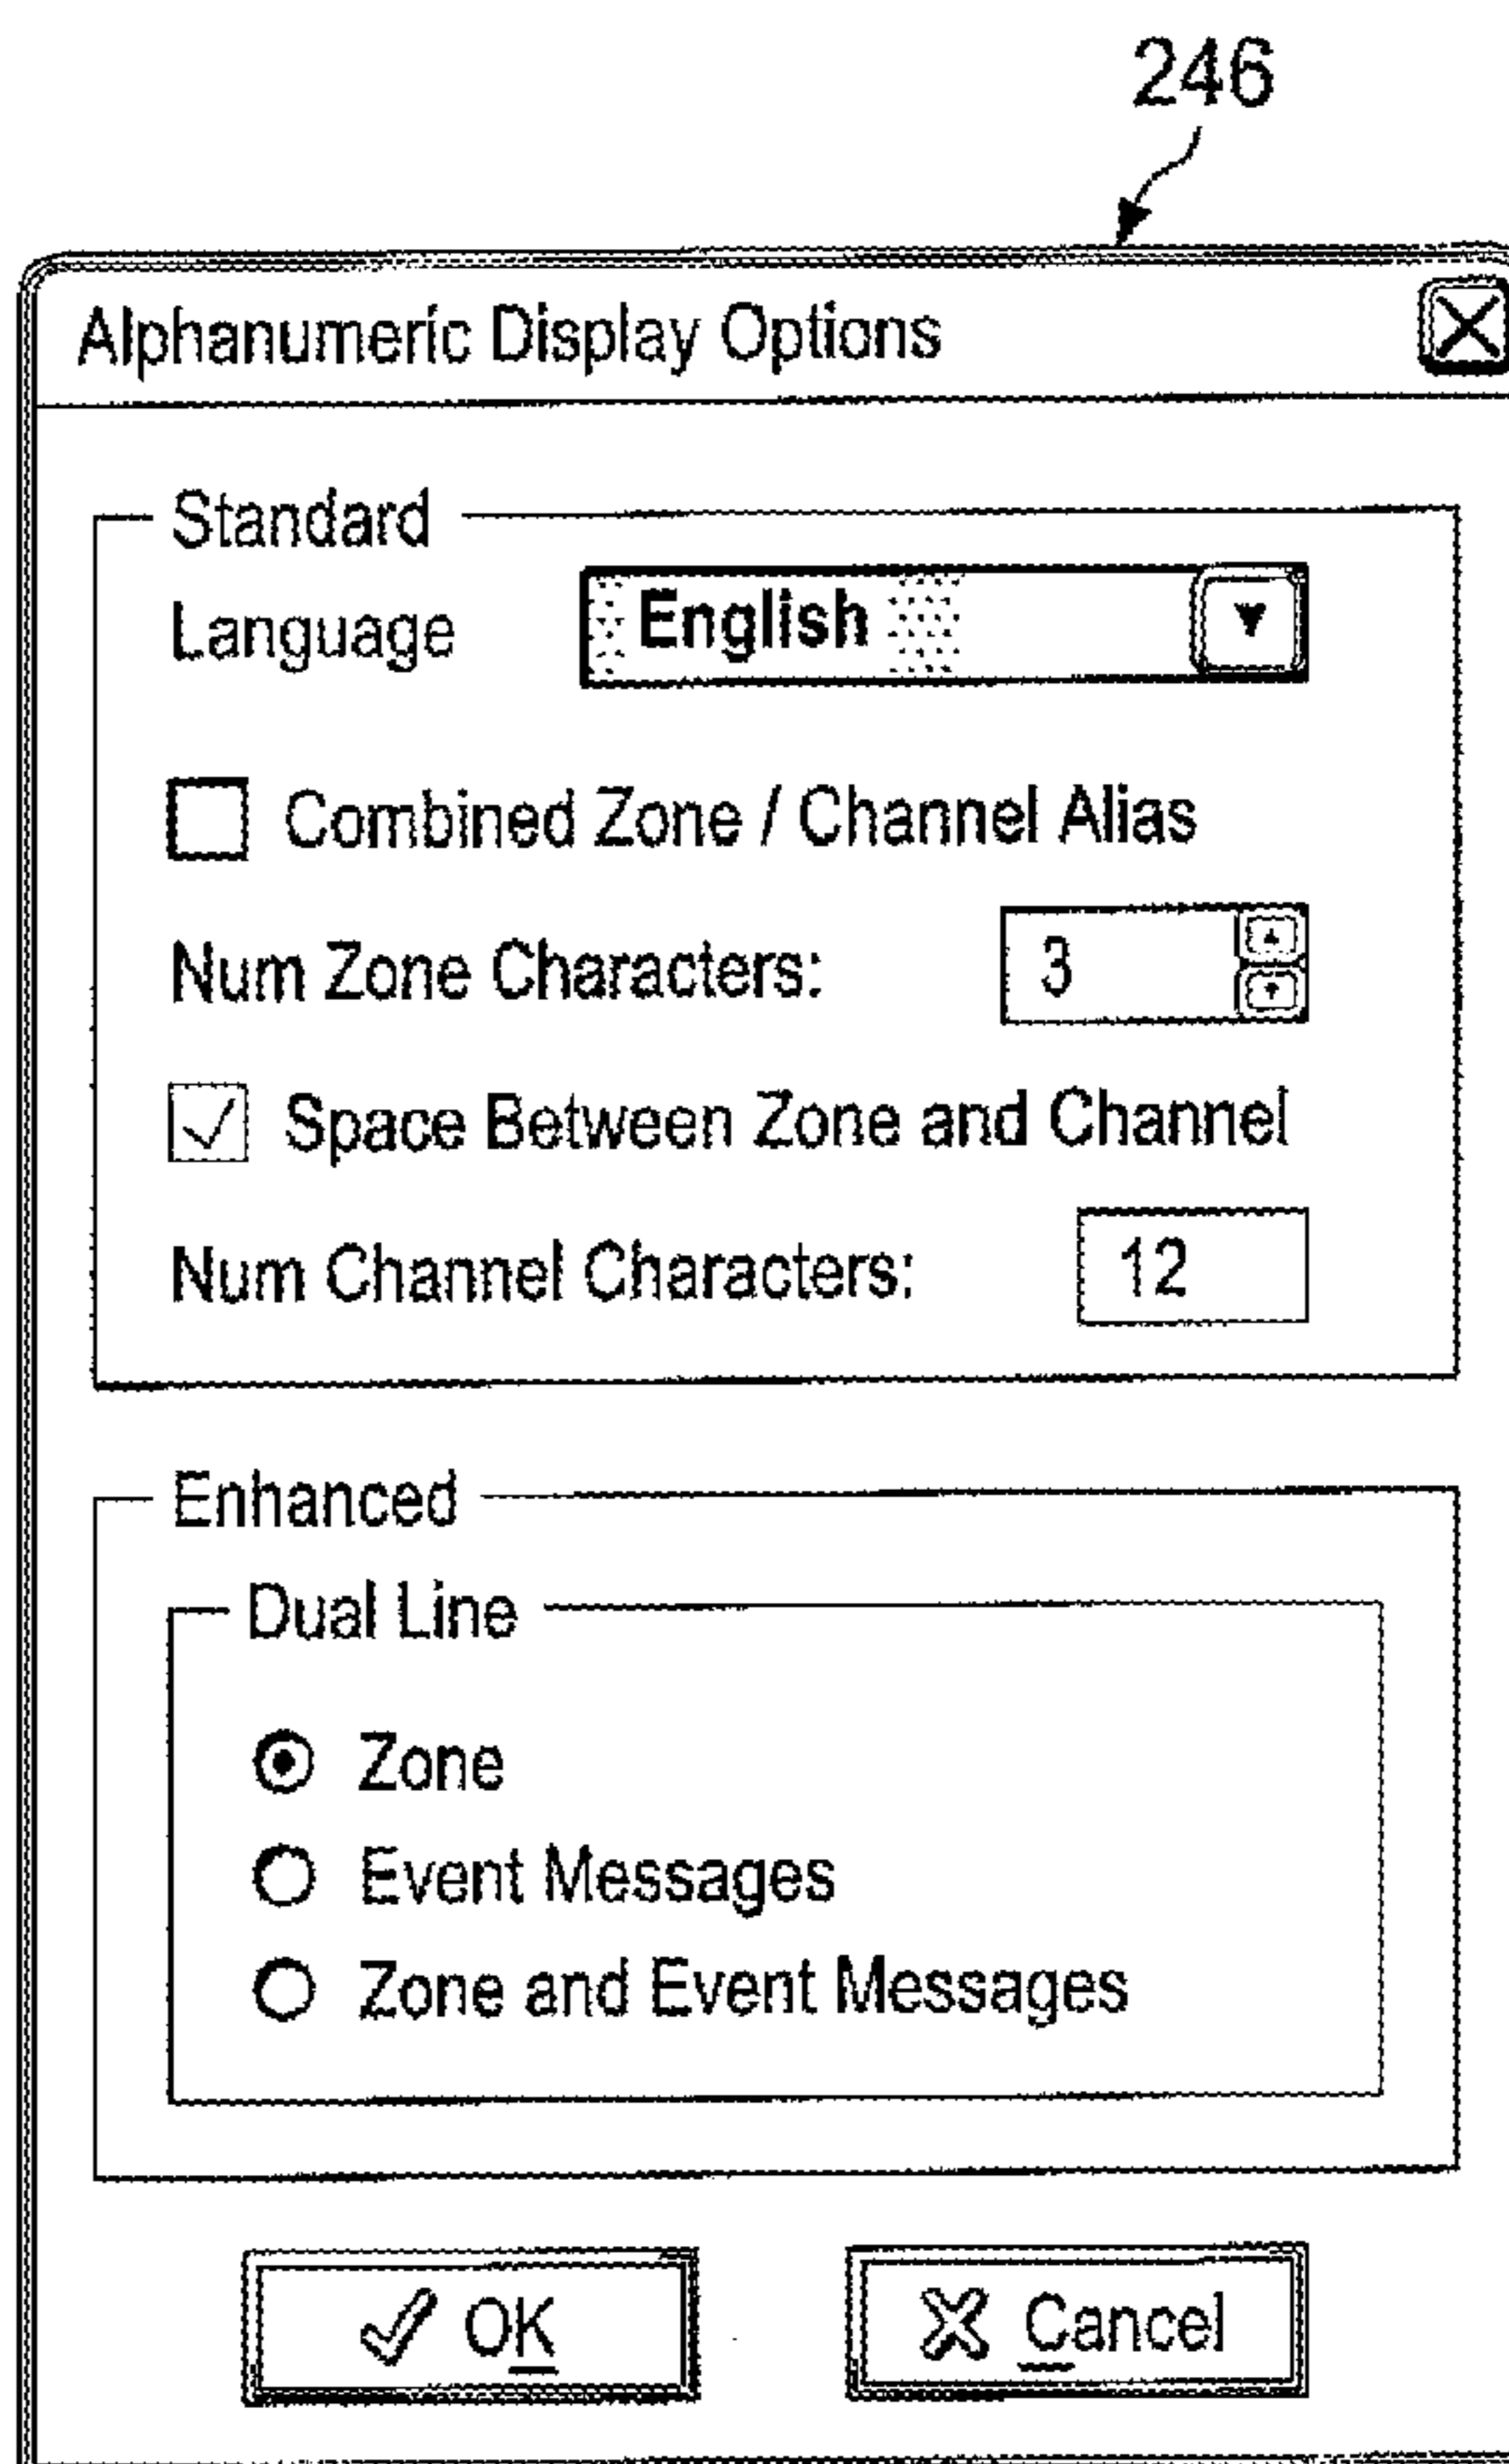 246
Alphanumeric Display Options
Standard
Language English
Combined Zone / Channel Alias
Num Zone Characters: 3
Space Between Zone and Channel
Num Channel Characters: 12
Enhanced
Dual Line
Zone
Event Messages
Zone and Event Messages
OK Cancel